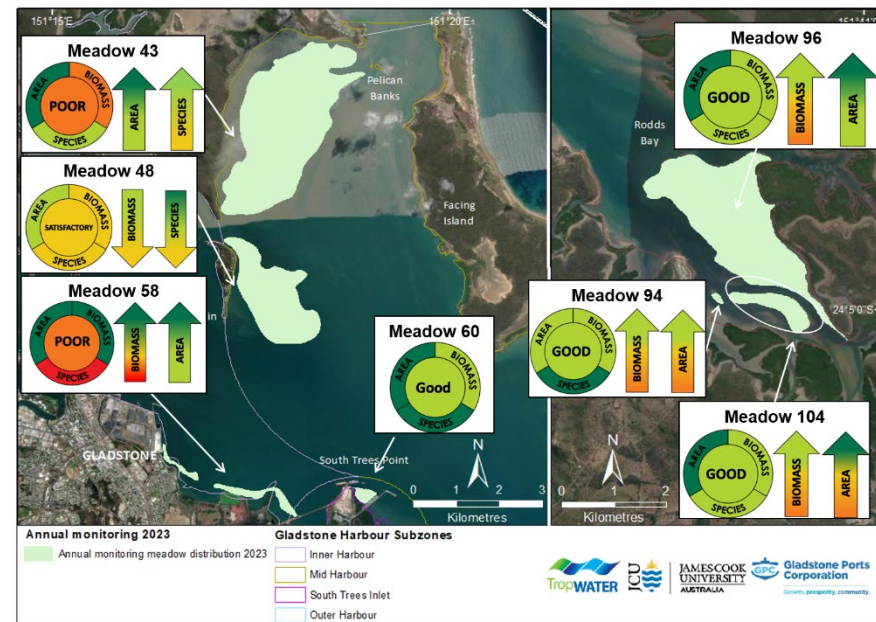 151°15'E
151°20'E
Meadow 43
AREA
BIOMASS
SPECIES
POOR
AREA
SPECIES
Pelican
Banks
Meadow 48
AREA
BIOMASS
SPECIES
SATISFACTORY
BIOMASS
SPECIES
Facing
Island
Meadow 58
AREA
BIOMASS
SPECIES
POOR
BIOMASS
AREA
in
Meadow 60
AREA
BIOMASS
SPECIES
Good
GLADSTONE
South Trees Point
N
0 1 2 3
Kilometres
Meadow 96
AREA
BIOMASS
SPECIES
GOOD
BIOMASS
AREA
Rodds
Bay
24°5'0"S
Meadow 94
AREA
BIOMASS
SPECIES
GOOD
BIOMASS
AREA
Meadow 104
AREA
BIOMASS
SPECIES
GOOD
BIOMASS
AREA
N
0 1 2
Kilometres
Annual monitoring 2023
Annual monitoring meadow distribution 2023
Gladstone Harbour Subzones
Inner Harbour
Mid Harbour
South Trees Inlet
Outer Harbour
TropWATER
JCU
JAMES COOK
UNIVERSITY
AUSTRALIA
GPC
Gladstone Ports
Corporation
Growth, prosperity, community.